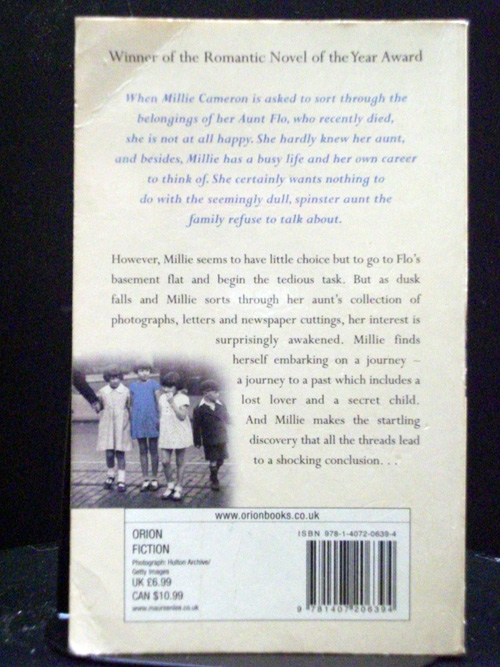 Winner of the Romantic Novel of the Year Award
When Millie Cameron is asked to sort through the
belongings of her Aunt Flo, who recently died,
she is not at all happy. She hardly knew her aunt,
and besides, Millie has a busy life and her own career
to think of. She certainly wants nothing to
do with the seemingly dull, spinster aunt the
family refuse to talk about.
However, Millie seems to have little choice but to go to Flo's
basement flat and begin the tedious task. But as dusk
falls and Millie sorts through her aunt's collection of
photographs, letters and newspaper cuttings, her interest is
surprisingly awakened. Millie finds
herself embarking on a journey –
a journey to a past which includes a
lost lover and a secret child.
And Millie makes the startling
discovery that all the threads lead
to a shocking conclusion. . .
www.orionbooks.co.uk
ORION
FICTION
Photograph: Hulton Archive/
Getty Images
UK £6.99
CAN $10.99
www.maureenlee.co.uk
ISBN 978-1-4072-0639-4
9 781407 206394